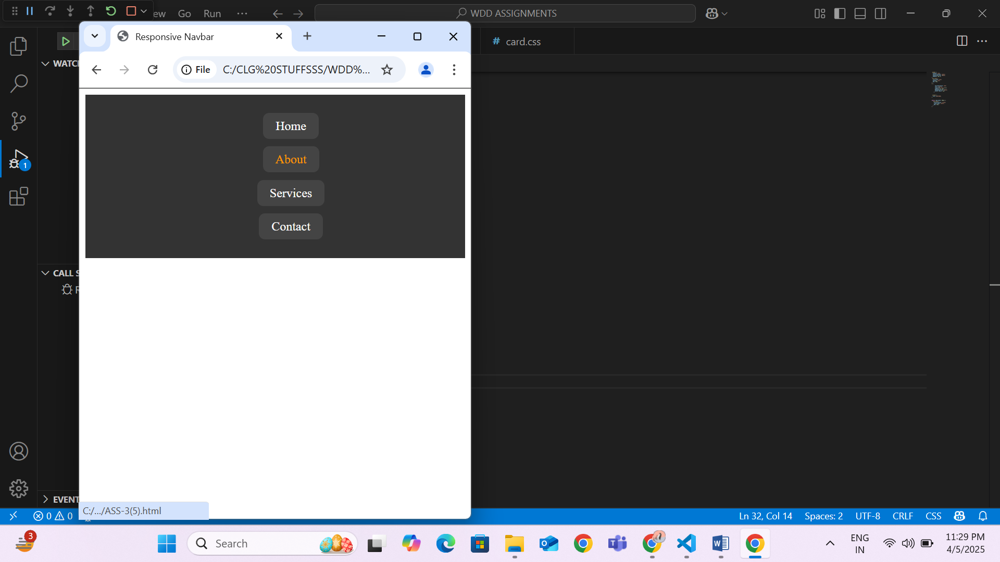 ew Go Run ··· WDD ASSIGNMENTS
Responsive Navbar
# card.css
WATC
File C:/CLG%20STUFFSSS/WDD%...
Home
About
Services
Contact
CALL S
1
EVENT
C:/.../ASS-3(5).html
0 0 Ln 32, Col 14 Spaces: 2 UTF-8 CRLF CSS
3
Search
ENG
IN
11:29 PM
4/5/2025